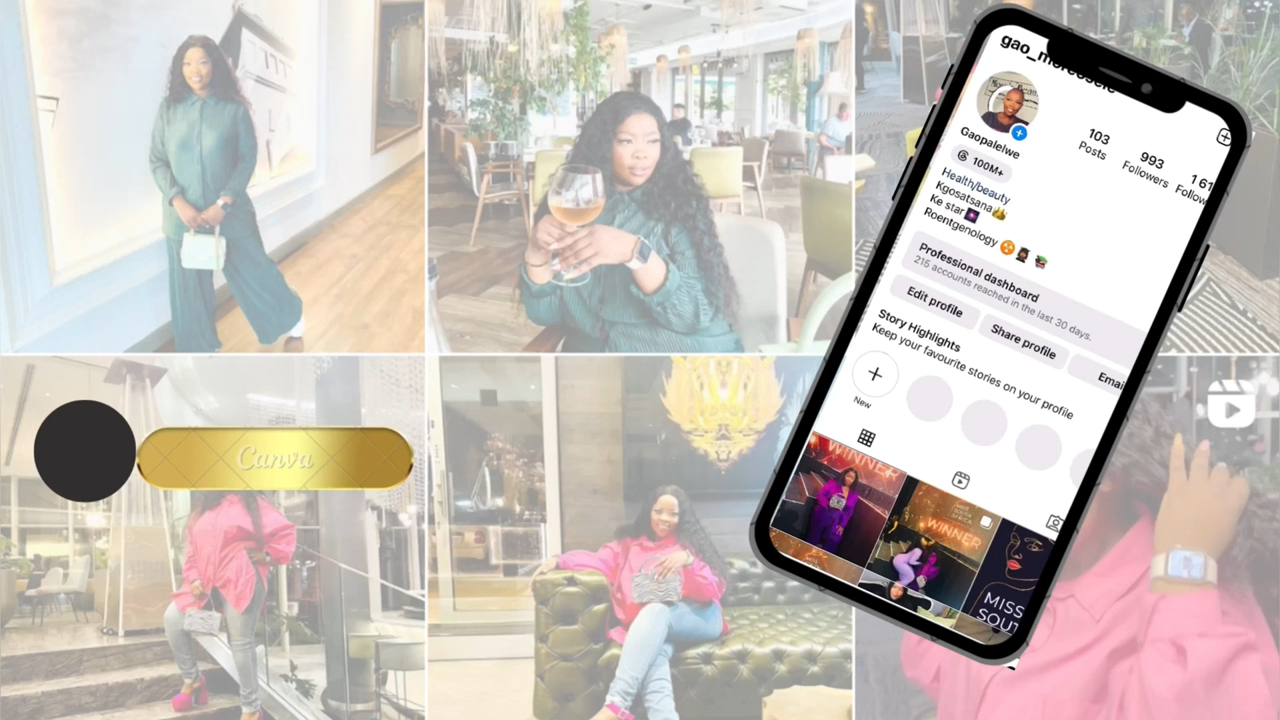 Canva
103
Posts
993
Followers
Gaopalelwe
100M+
Health/beauty
Kgosatsana
Ke star
Roentgenology
Professional dashboard
215 accounts reached in the last 30 days.
Edit profile
Share profile
Email
Story Highlights
Keep your favourite stories on your profile
New
WINNER
WINNER
MISS